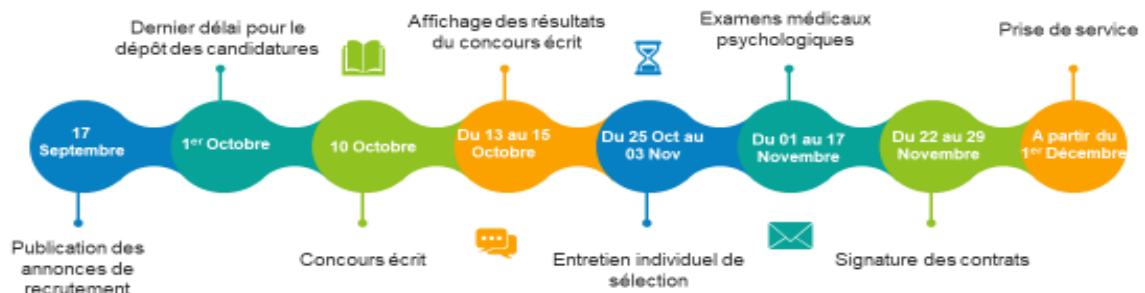 Dernier délai pour le
dépôt des candidatures
Affichage des résultats
du concours écrit
Examens médicaux
psychologiques
Prise de service
17
Septembre
1er Octobre
10 Octobre
Du 13 au 15
Octobre
Du 25 Oct au
03 Nov
Du 01 au 17
Novembre
Du 22 au 29
Novembre
A partir du
1er Décembre
Publication des
annonces de
recrutement
Concours écrit
Entretien individuel de
sélection
Signature des contrats